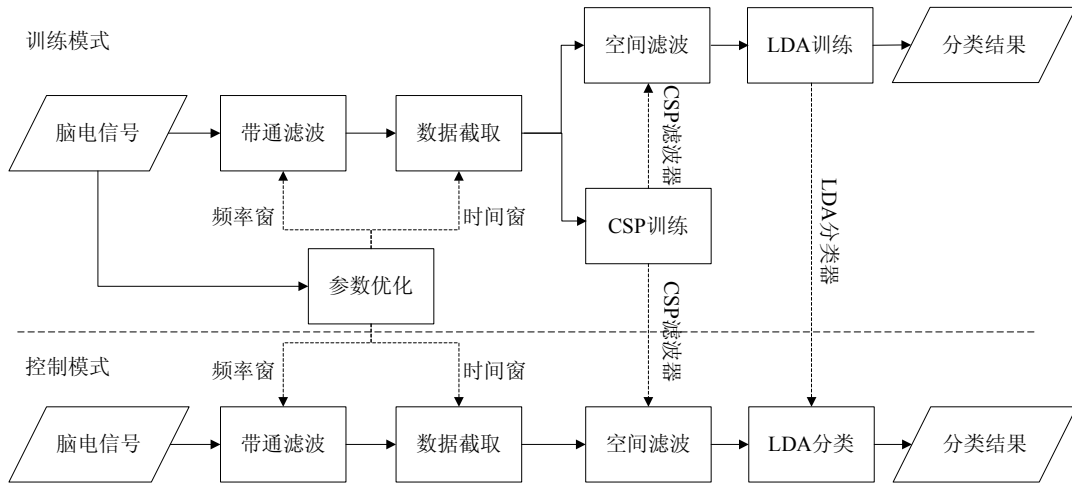 训练模式
空间滤波
LDA训练
分类结果
脑电信号
带通滤波
数据截取
CSP滤波器
频率窗
时间窗
CSP训练
LDA分类器
参数优化
CSP滤波器
控制模式
频率窗
时间窗
脑电信号
带通滤波
数据截取
空间滤波
LDA分类
分类结果